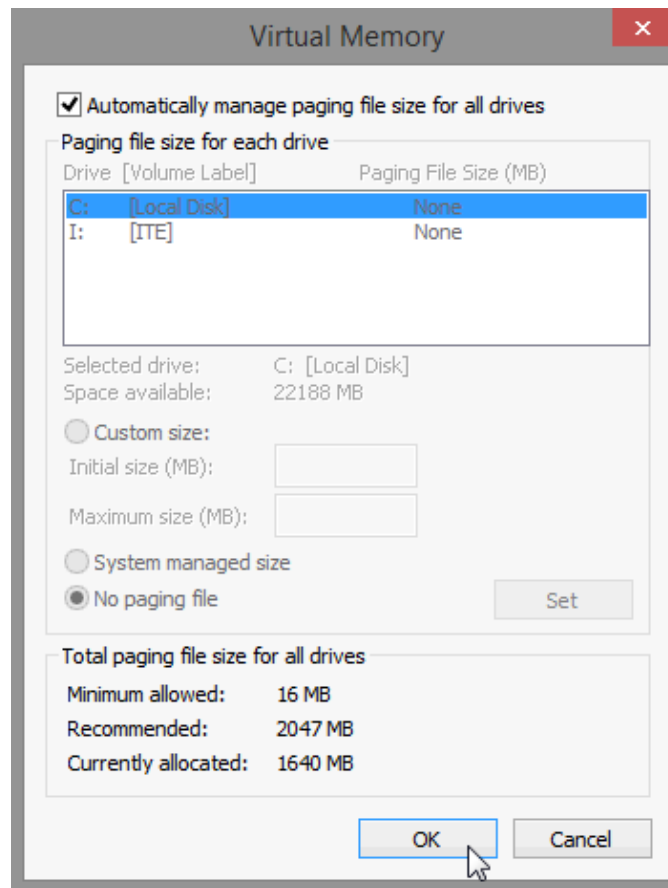 Virtual Memory
Automatically manage paging file size for all drives
Paging file size for each drive
Drive [Volume Label] Paging File Size (MB)
C: [Local Disk] None
I: [ITE] None
Selected drive: C: [Local Disk]
Space available: 22188 MB
Custom size:
Initial size (MB):
Maximum size (MB):
System managed size
No paging file
Set
Total paging file size for all drives
Minimum allowed: 16 MB
Recommended: 2047 MB
Currently allocated: 1640 MB
OK Cancel